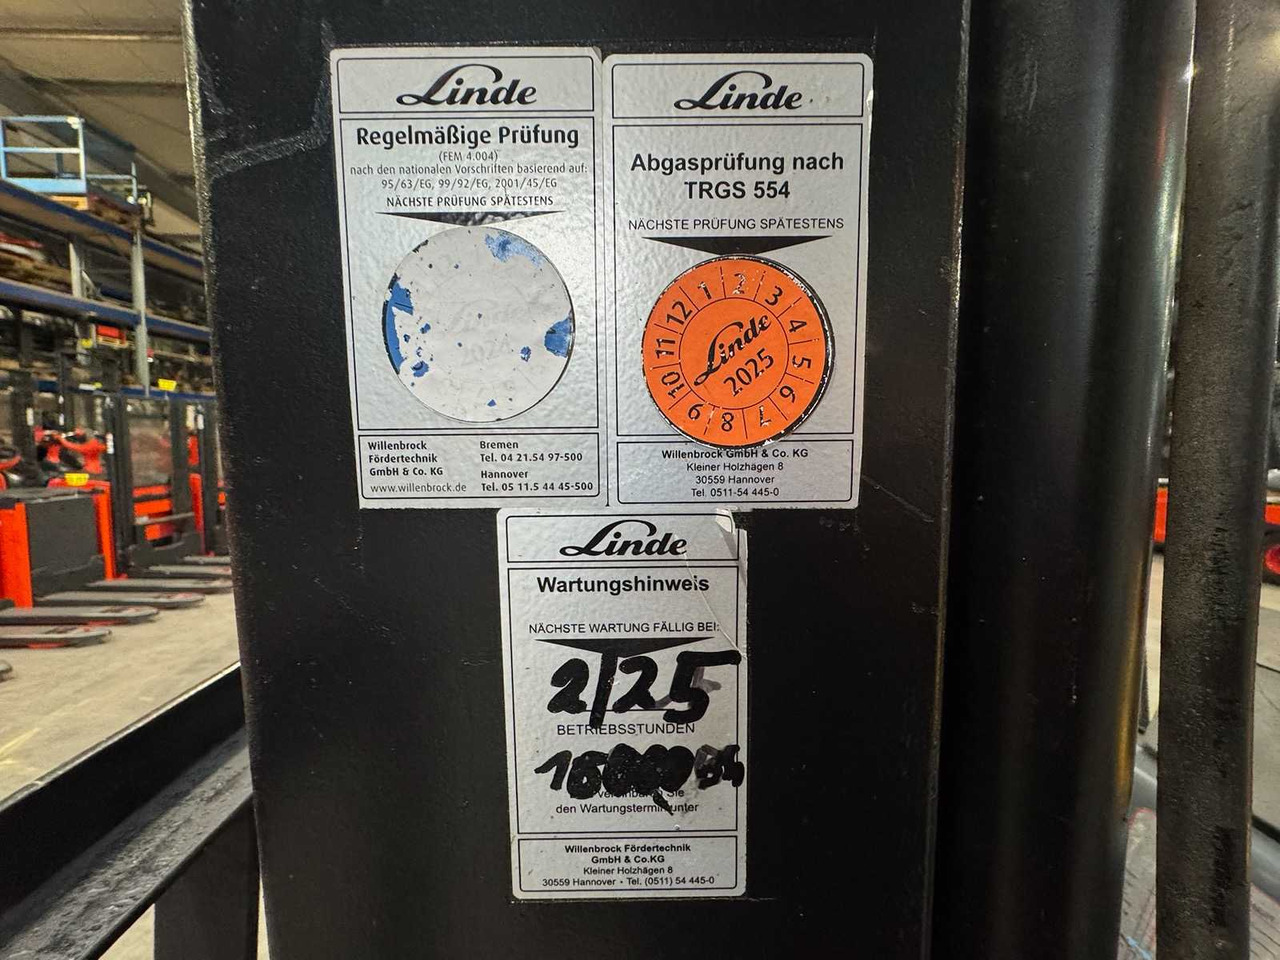 Linde
Regelmäßige Prüfung
(FEM 4.004)
nach den nationalen Vorschriften basierend auf:
95/63/EG, 99/92/EG, 2001/45/EG
NÄCHSTE PRÜFUNG SPÄTESTENS
Linde
2024
Willenbrock
Fördertechnik
GmbH & Co. KG
www.willenbrock.de
Bremen
Tel. 04 21.54 97-500
Hannover
Tel. 05 11.5 44 45-500
Linde
Abgasprüfung nach
TRGS 554
NÄCHSTE PRÜFUNG SPÄTESTENS
1 2 3 4 5 6 7 8 9 10 11 12
Linde
2025
Willenbrock GmbH & Co. KG
Kleiner Holzhägen 8
30559 Hannover
Tel. 0511-54 445-0
Linde
Wartungshinweis
NÄCHSTE WARTUNG FÄLLIG BEI:
2/25
BETRIEBSSTUNDEN
Sie
den Wartungstermin unter
Willenbrock Fördertechnik
GmbH & Co.KG
Kleiner Holzhägen 8
30559 Hannover • Tel. (0511) 54 445-0